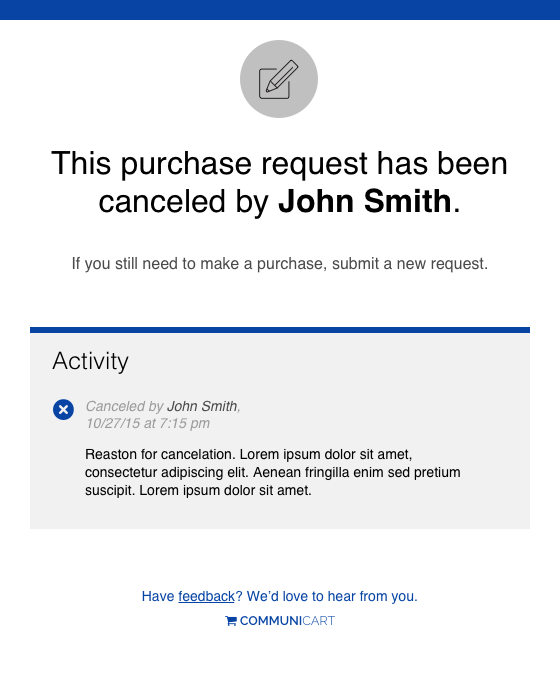 This purchase request has been
canceled by John Smith.
If you still need to make a purchase, submit a new request.
Activity
Canceled by John Smith,
10/27/15 at 7:15 pm
Reaston for cancelation. Lorem ipsum dolor sit amet,
consectetur adipiscing elit. Aenean fringilla enim sed pretium
suscipit. Lorem ipsum dolor sit amet.
Have feedback? We’d love to hear from you.
COMMUNICART